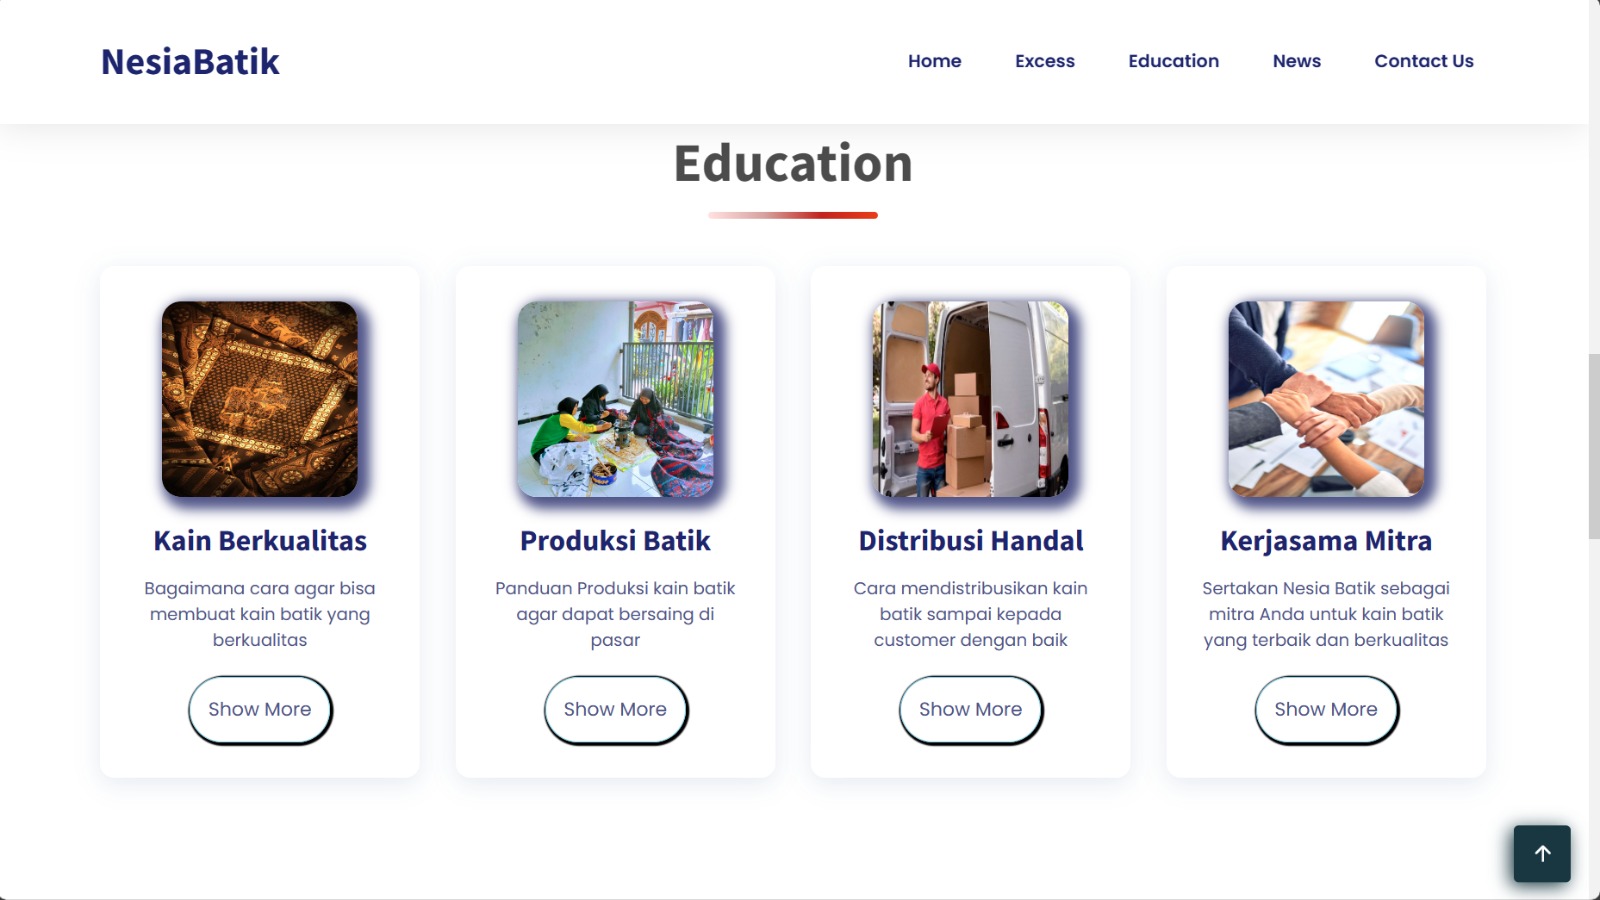 NesiaBatik
Home Excess Education News Contact Us
Education
Kain Berkualitas
Bagaimana cara agar bisa
membuat kain batik yang
berkualitas
Show More
Produksi Batik
Panduan Produksi kain batik
agar dapat bersaing di
pasar
Show More
Distribusi Handal
Cara mendistribusikan kain
batik sampai kepada
customer dengan baik
Show More
Kerjasama Mitra
Sertakan Nesia Batik sebagai
mitra Anda untuk kain batik
yang terbaik dan berkualitas
Show More